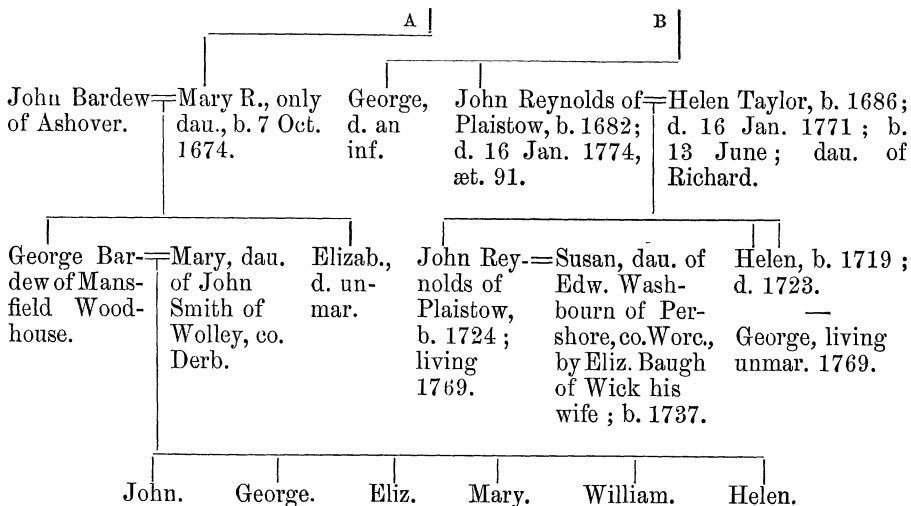 A
B
John Bardew=Mary R., only
of Ashover. dau., b. 7 Oct.
1674.
George,
d. an
inf.
John Reynolds of=Helen Taylor, b. 1686;
Plaistow, b. 1682;
d. 16 Jan. 1774,
æt. 91.
d. 16 Jan. 1771; b.
13 June; dau. of
Richard.
George Bar-
dew of Mans-
field Wood-
house.
=Mary, dau.
of John
Smith of
Wolley, co.
Derb.
Elizab.,
d. un-
mar.
John Rey-
nolds of
Plaistow,
b. 1724;
living
1769.
=Susan, dau. of
Edw. Wash-
bourn of Per-
shore, co. Worc.,
by Eliz. Baugh
of Wick his
wife; b. 1737.
Helen, b. 1719;
d. 1723.
—
George, living
unmar. 1769.
John. George. Eliz. Mary. William. Helen.